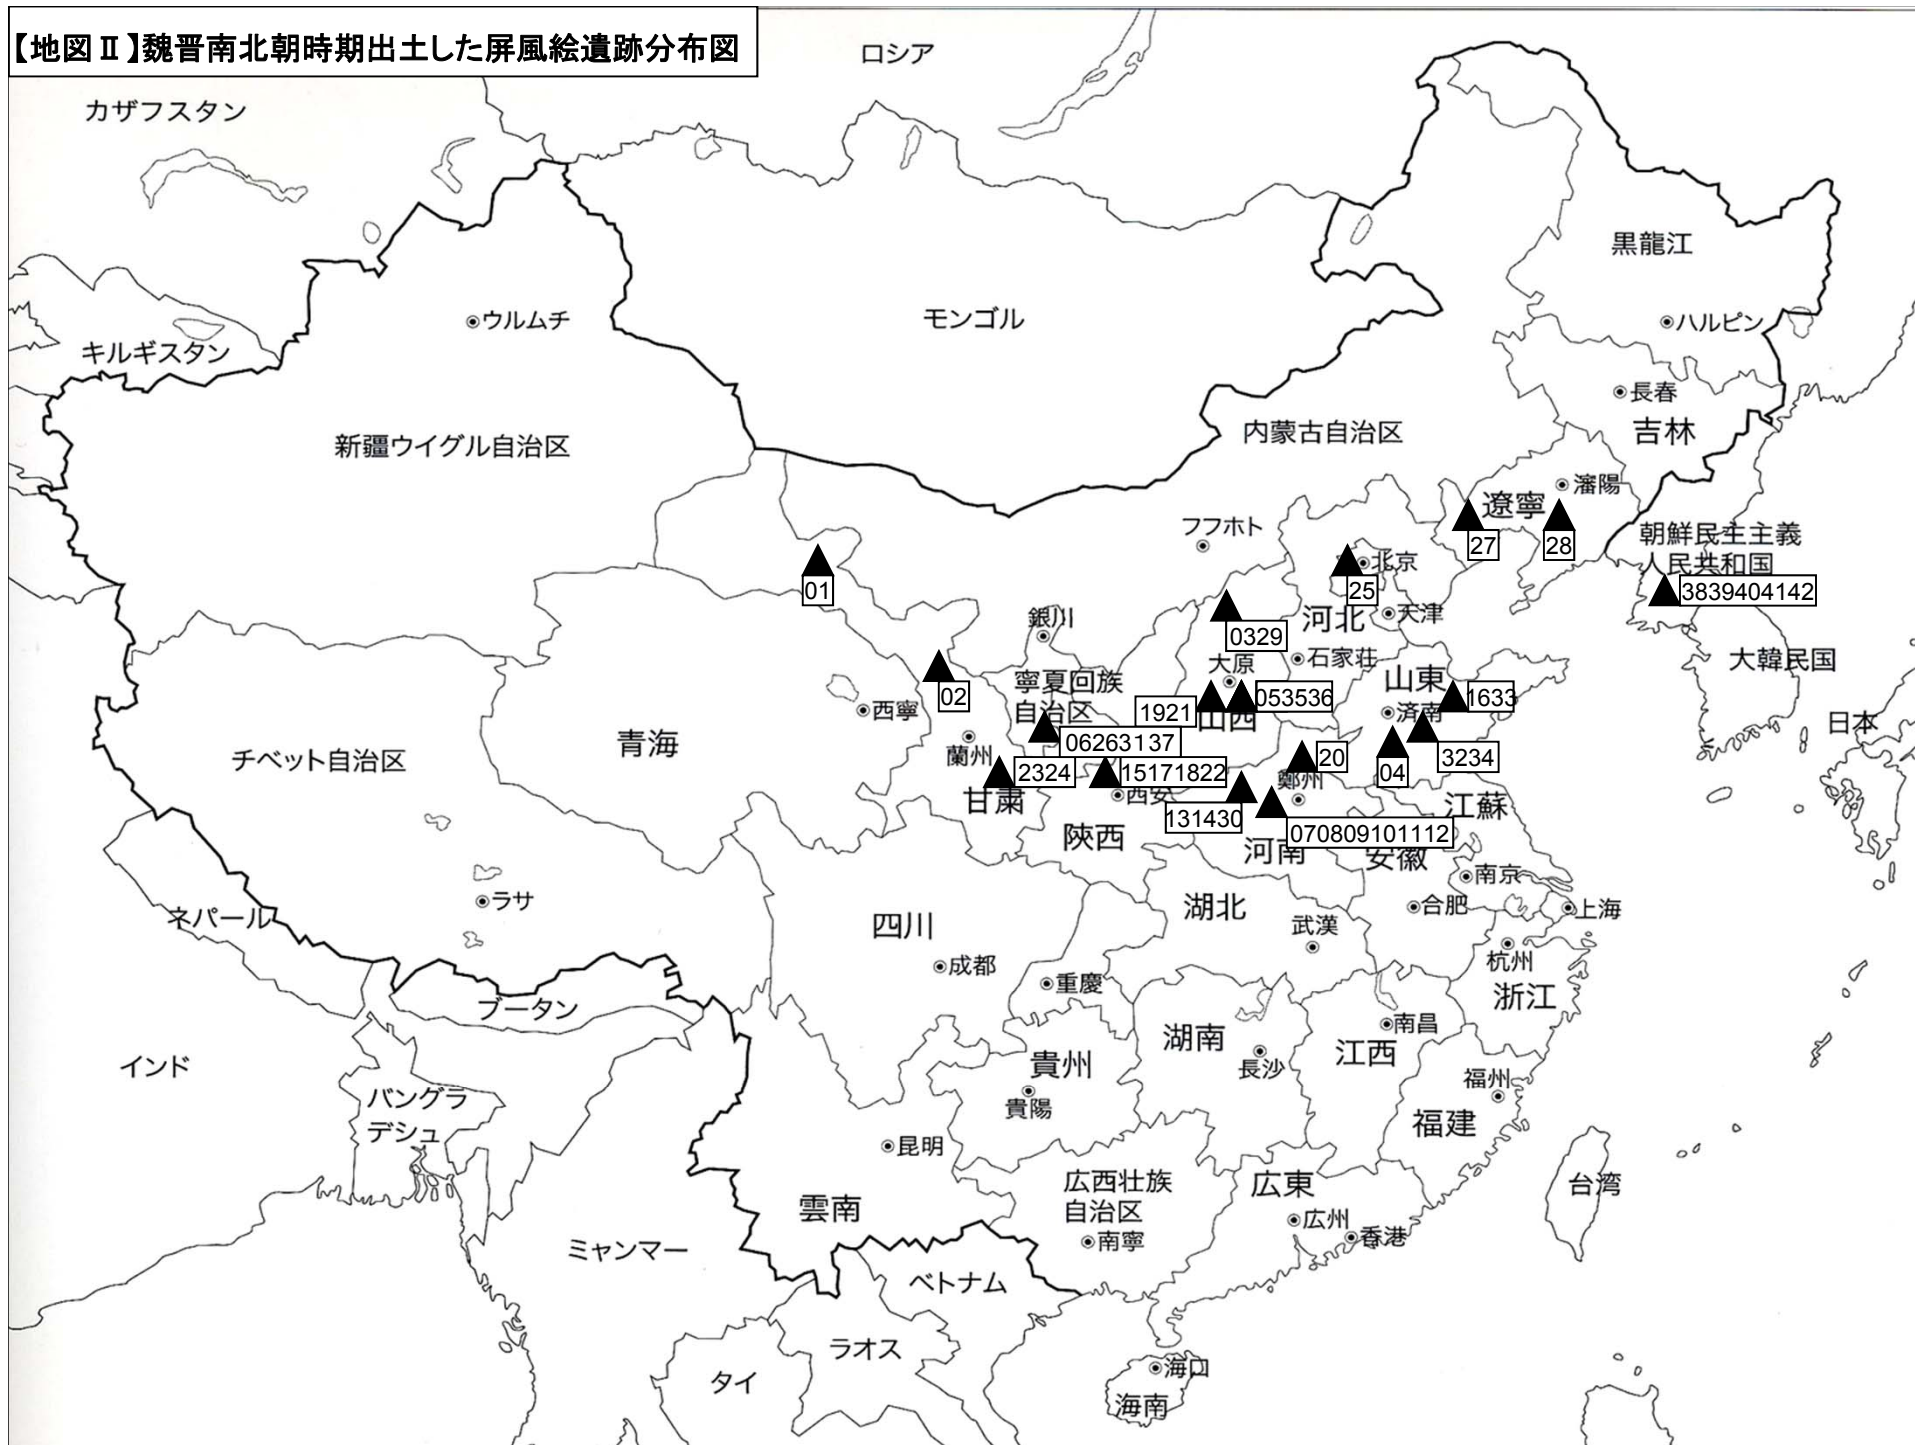 【地図Ⅱ】魏晋南北朝時期出土した屏風絵遺跡分布図
ロシア
カザフスタン
黒龍江
モンゴル
ウルムチ
ハルピン
キルギスタン
長春
新疆ウイグル自治区
内蒙古自治区
吉林
瀋陽
遼寧
フフホト
朝鮮民主主義
人民共和国
27
28
北京
01
25
3839404142
銀川
河北
天津
0329
大原
石家荘
大韓民国
寧夏回族
自治区
山東
02
053536
1633
西寧
1921
山西
済南
日本
青海
06263137
チベット自治区
蘭州
20
04
3234
2324
15171822
鄭州
甘粛
西安
江蘇
131430
陝西
070809101112
河南
安徽
南京
ラサ
湖北
合肥
上海
ネパール
四川
武漢
成都
杭州
重慶
浙江
ブータン
南昌
湖南
江西
インド
貴州
長沙
福州
バングラ
デシュ
貴陽
福建
昆明
広西壮族
自治区
広東
台湾
雲南
広州
香港
南寧
ミャンマー
ベトナム
ラオス
海口
タイ
海南